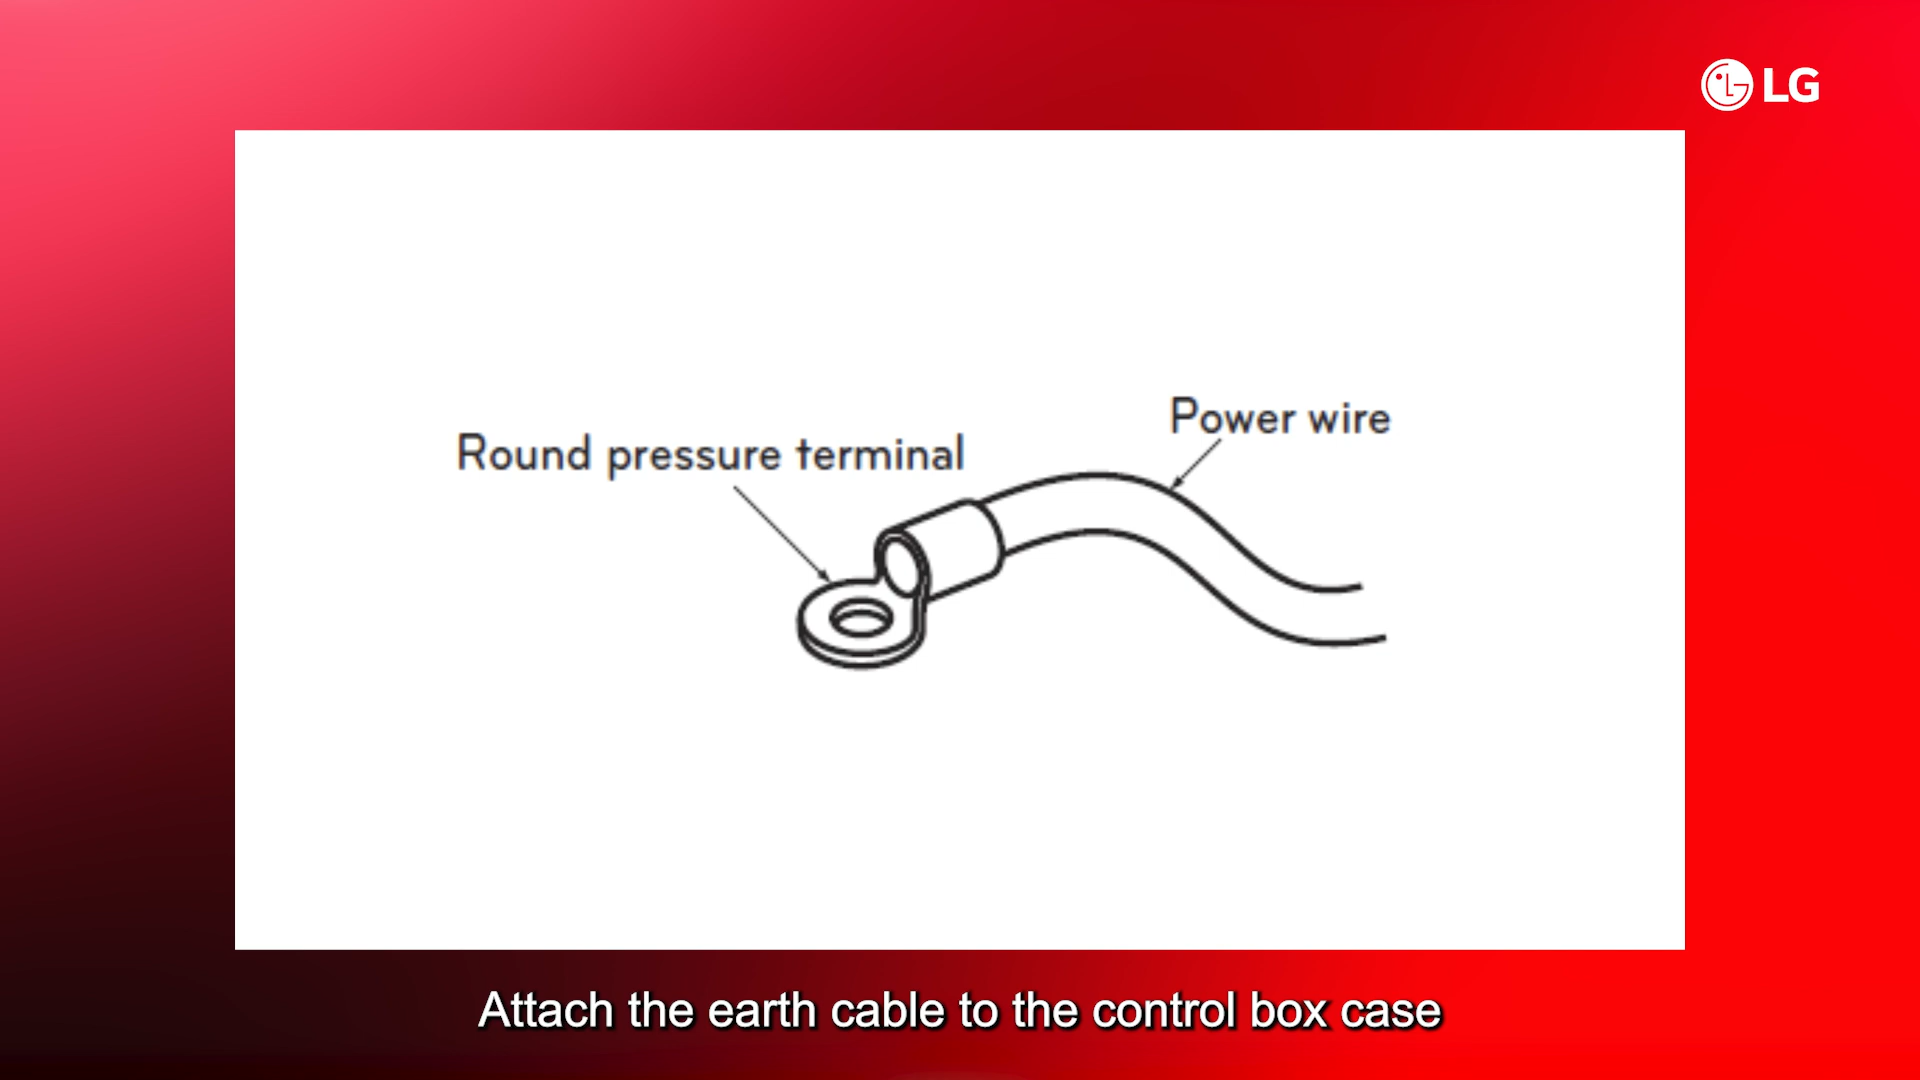 LG
Power wire
Round pressure terminal
Attach the earth cable to the control box case